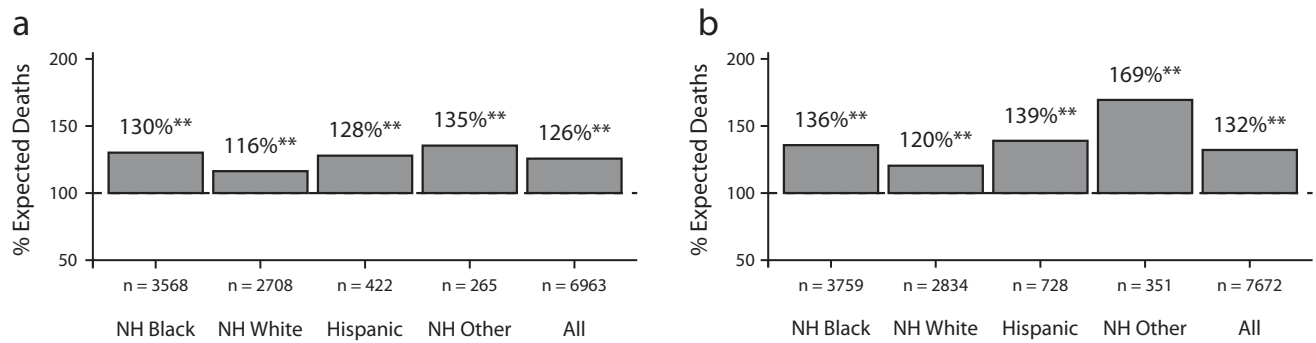 a
% Expected Deaths
200
150
100
50
130%**
116%**
128%**
135%**
126%**
n = 3568
n = 2708
n = 422
n = 265
n = 6963
NH Black
NH White
Hispanic
NH Other
All
b
% Expected Deaths
200
150
100
50
136%**
120%**
139%**
169%**
132%**
n = 3759
n = 2834
n = 728
n = 351
n = 7672
NH Black
NH White
Hispanic
NH Other
All